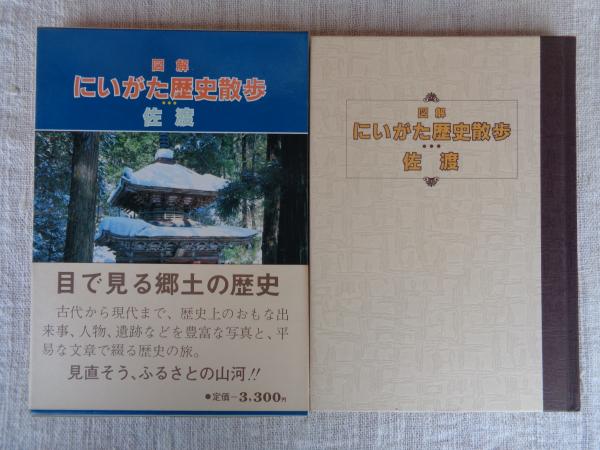 図解
にいがた歴史散歩
佐渡
目で見る郷土の歴史
古代から現代まで、歴史上のおもな出
来事、人物、遺跡などを豊富な写真と、平
易な文章で綴る歴史の旅。
見直そう、ふるさとの山河!!
●定価−3,300円
図解
にいがた歴史散歩
佐渡